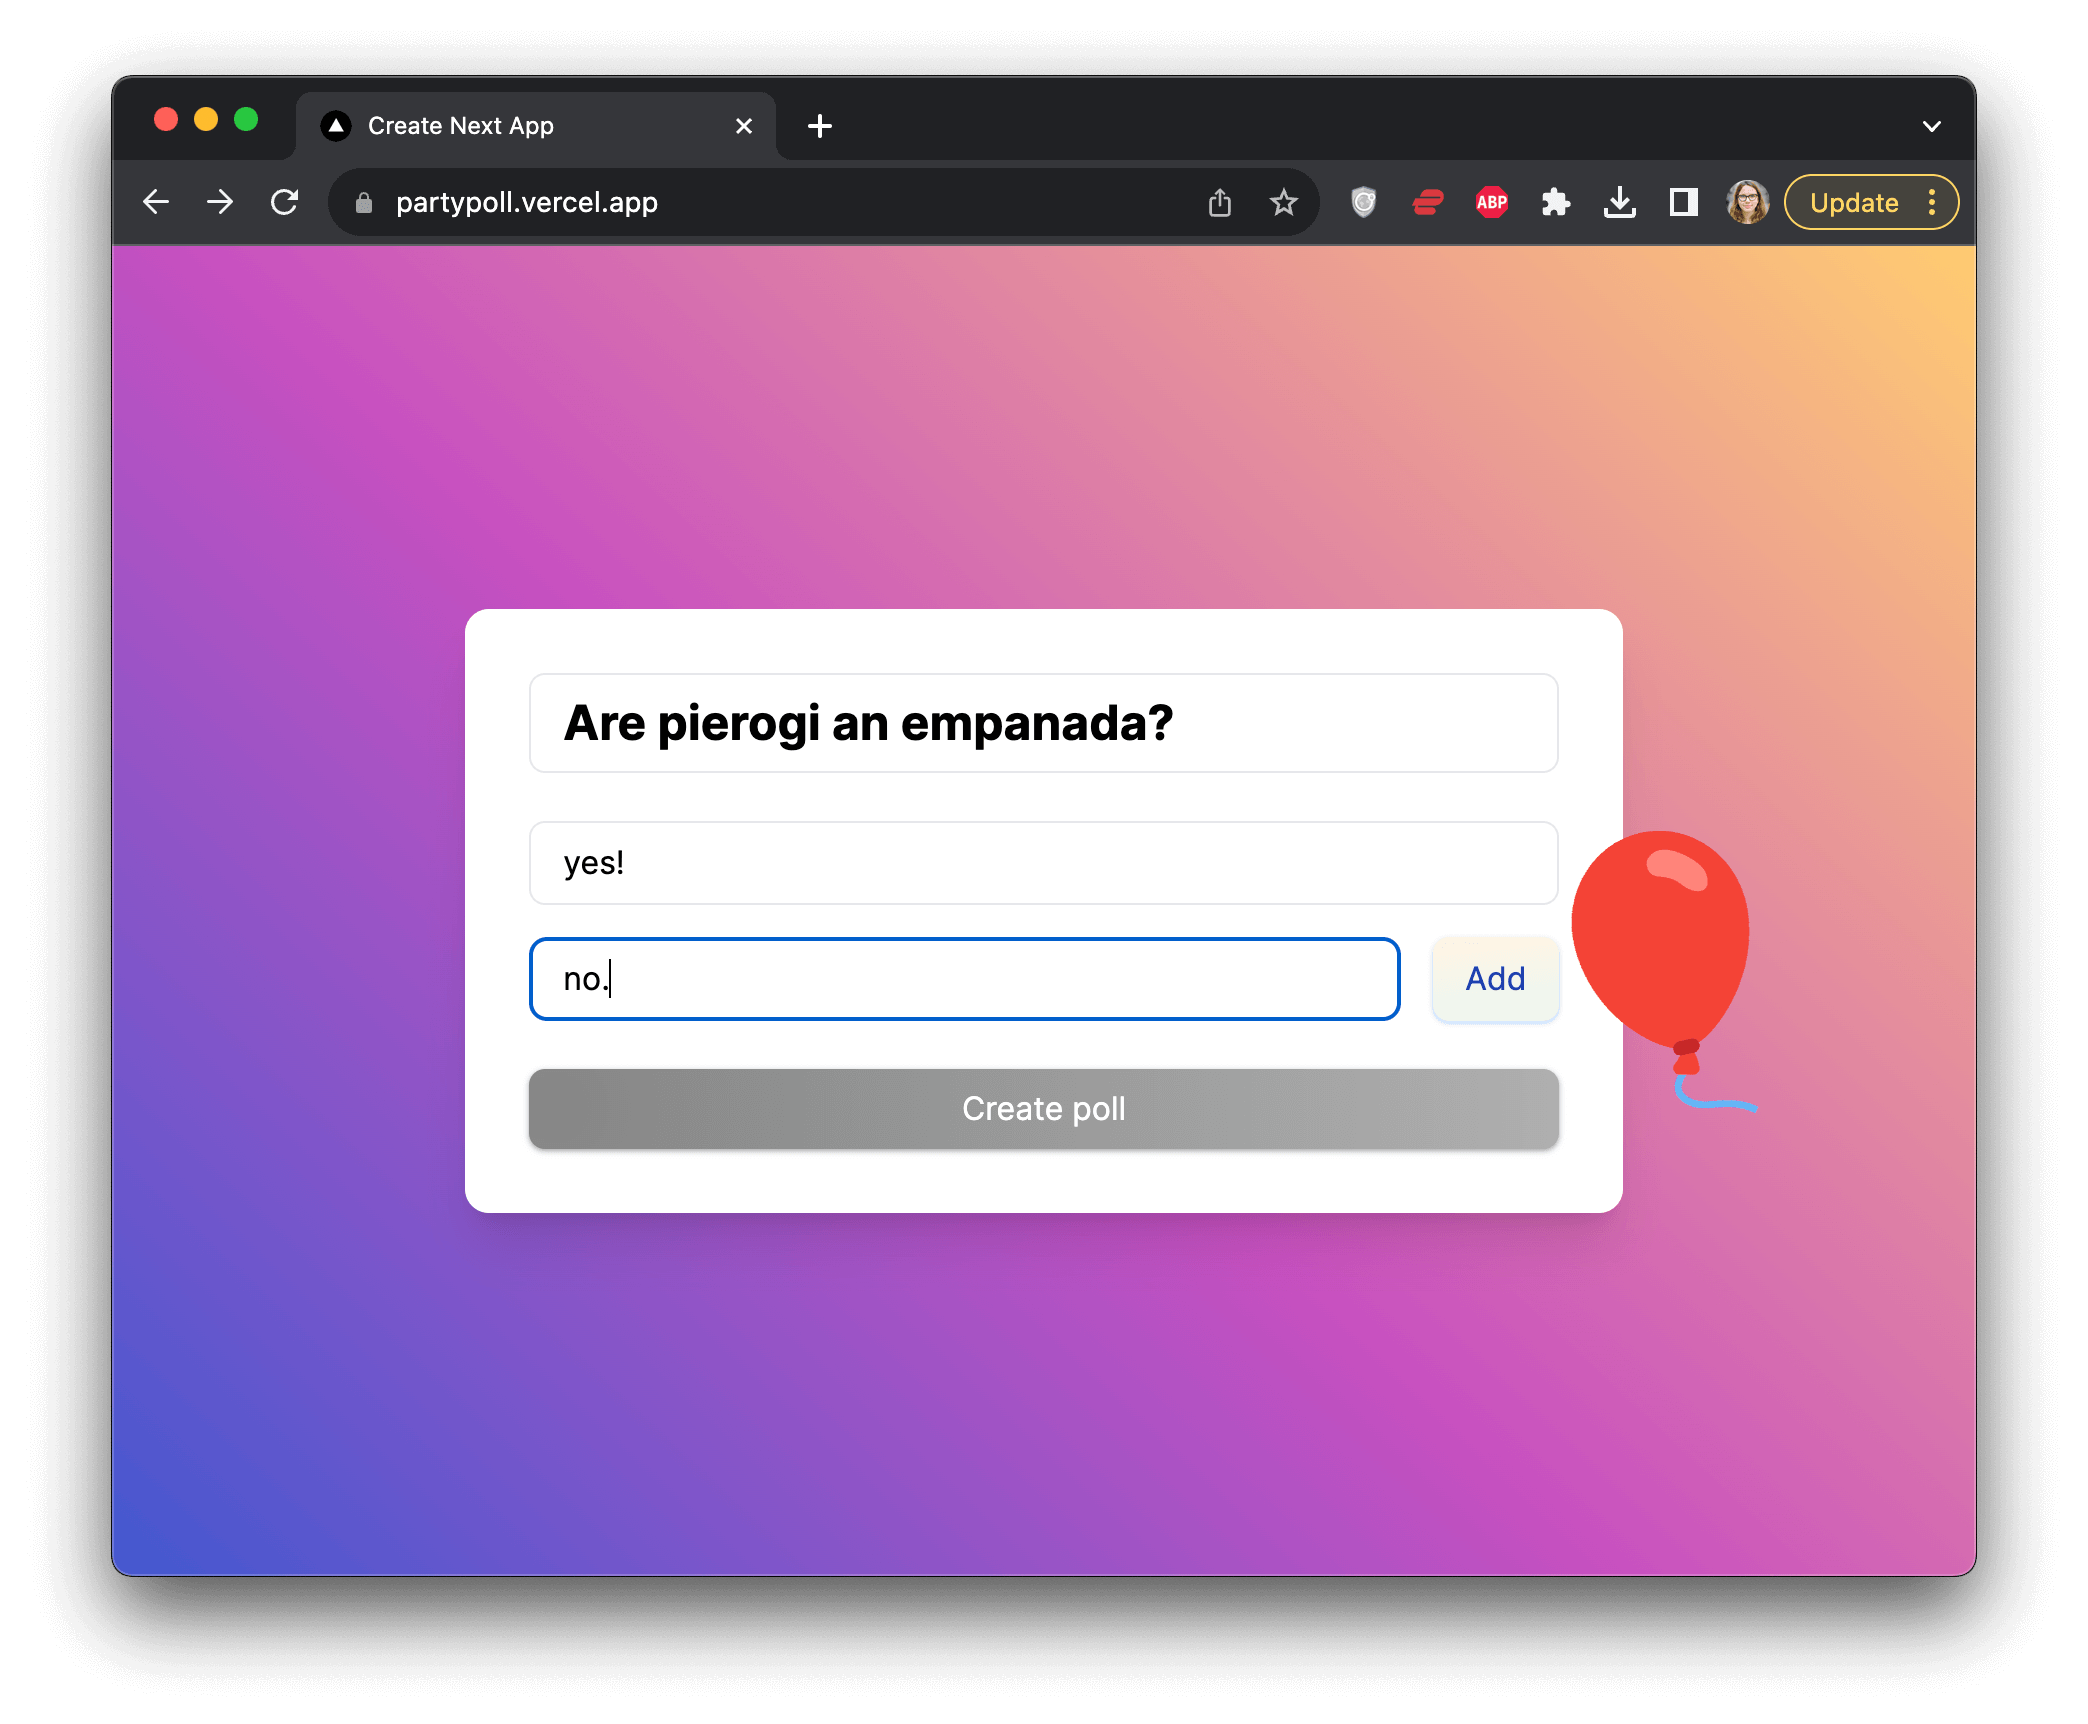 Create Next App
partypoll.vercel.app
ABP
Update
Are pierogi an empanada?
yes!
no.
Add
Create poll